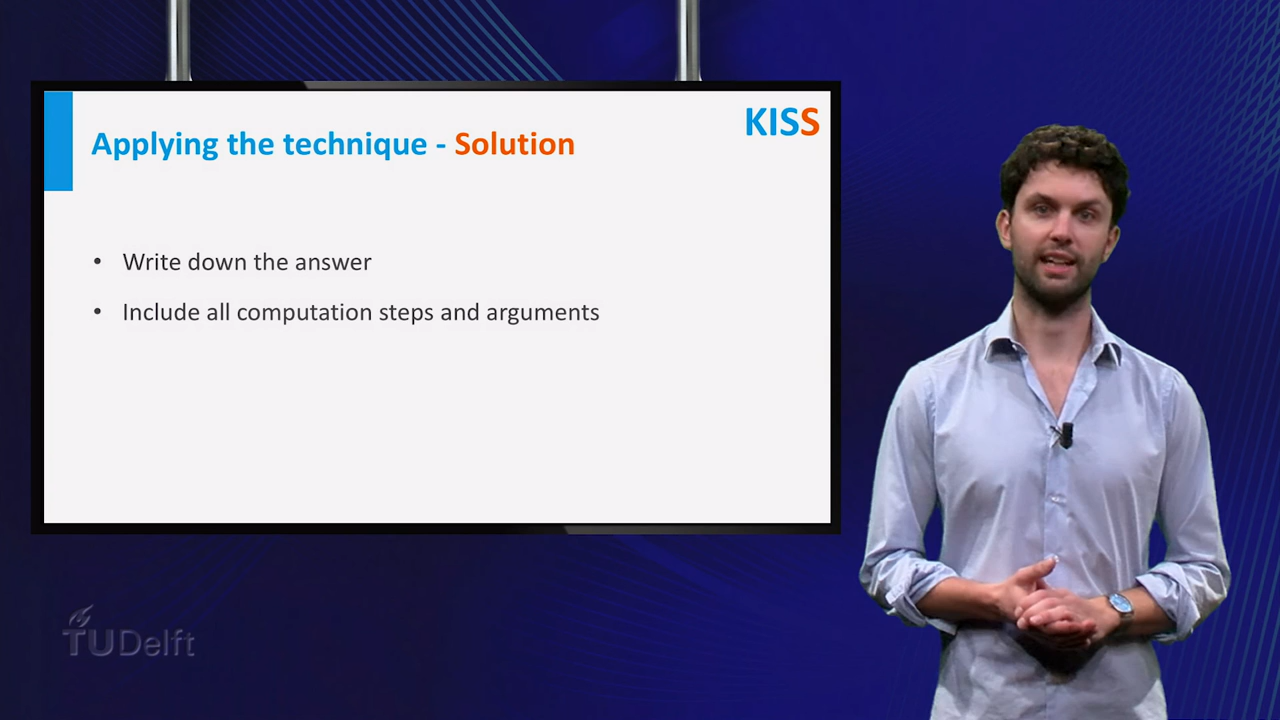 KISS
Applying the technique - Solution
• Write down the answer
• Include all computation steps and arguments
TUDelft